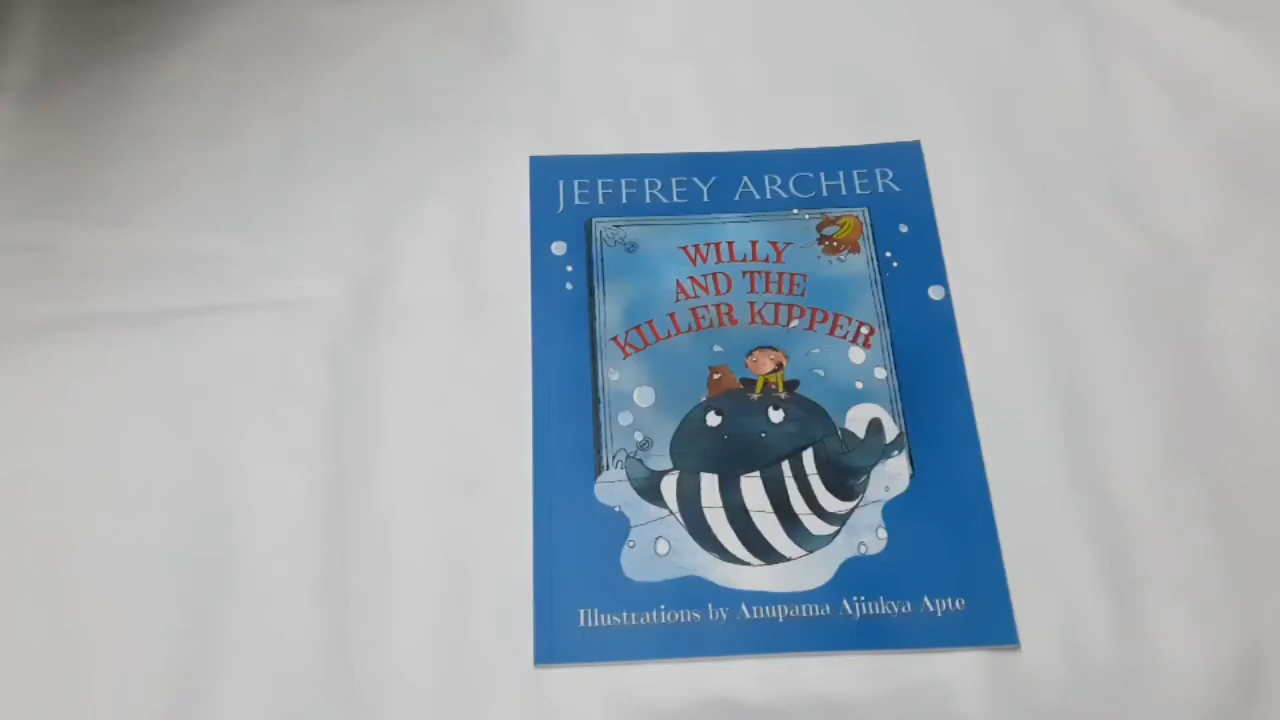 JEFFREY ARCHER
WILLY
AND THE
KILLER KIPPER
Illustrations by Anupama Ajinkya Apte